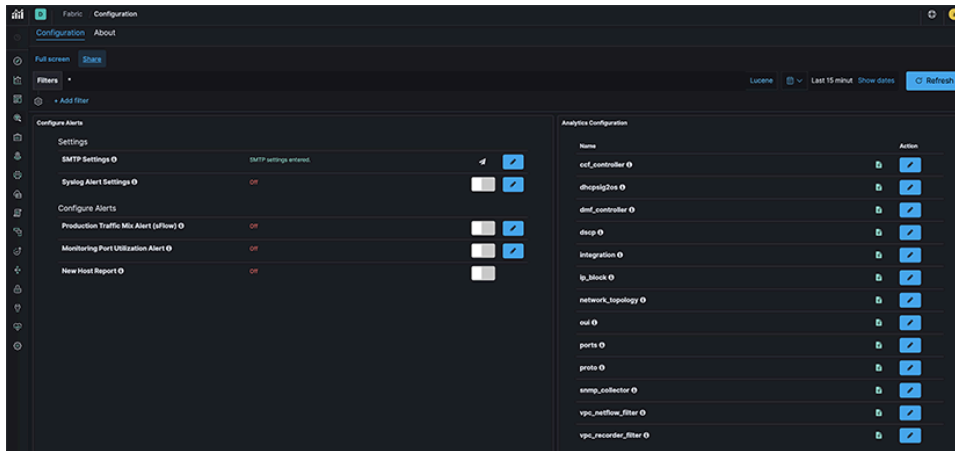 D Fabric Configuration
Configuration About
Full screen Share
Filters * Lucene Last 15 minut Show dates Refresh
+ Add filter
Configure Alerts
Settings
SMTP Settings SMTP settings entered.
Syslog Alert Settings Off
Configure Alerts
Production Traffic Mix Alert (sFlow) Off
Monitoring Port Utilization Alert Off
New Host Report Off
Analytics Configuration
Name Action
ccf_controller
dhcpsig2os
dmf_controller
dscp
integration
ip_block
network_topology
oui
ports
proto
snmp_collector
vpc_netflow_filter
vpc_recorder_filter